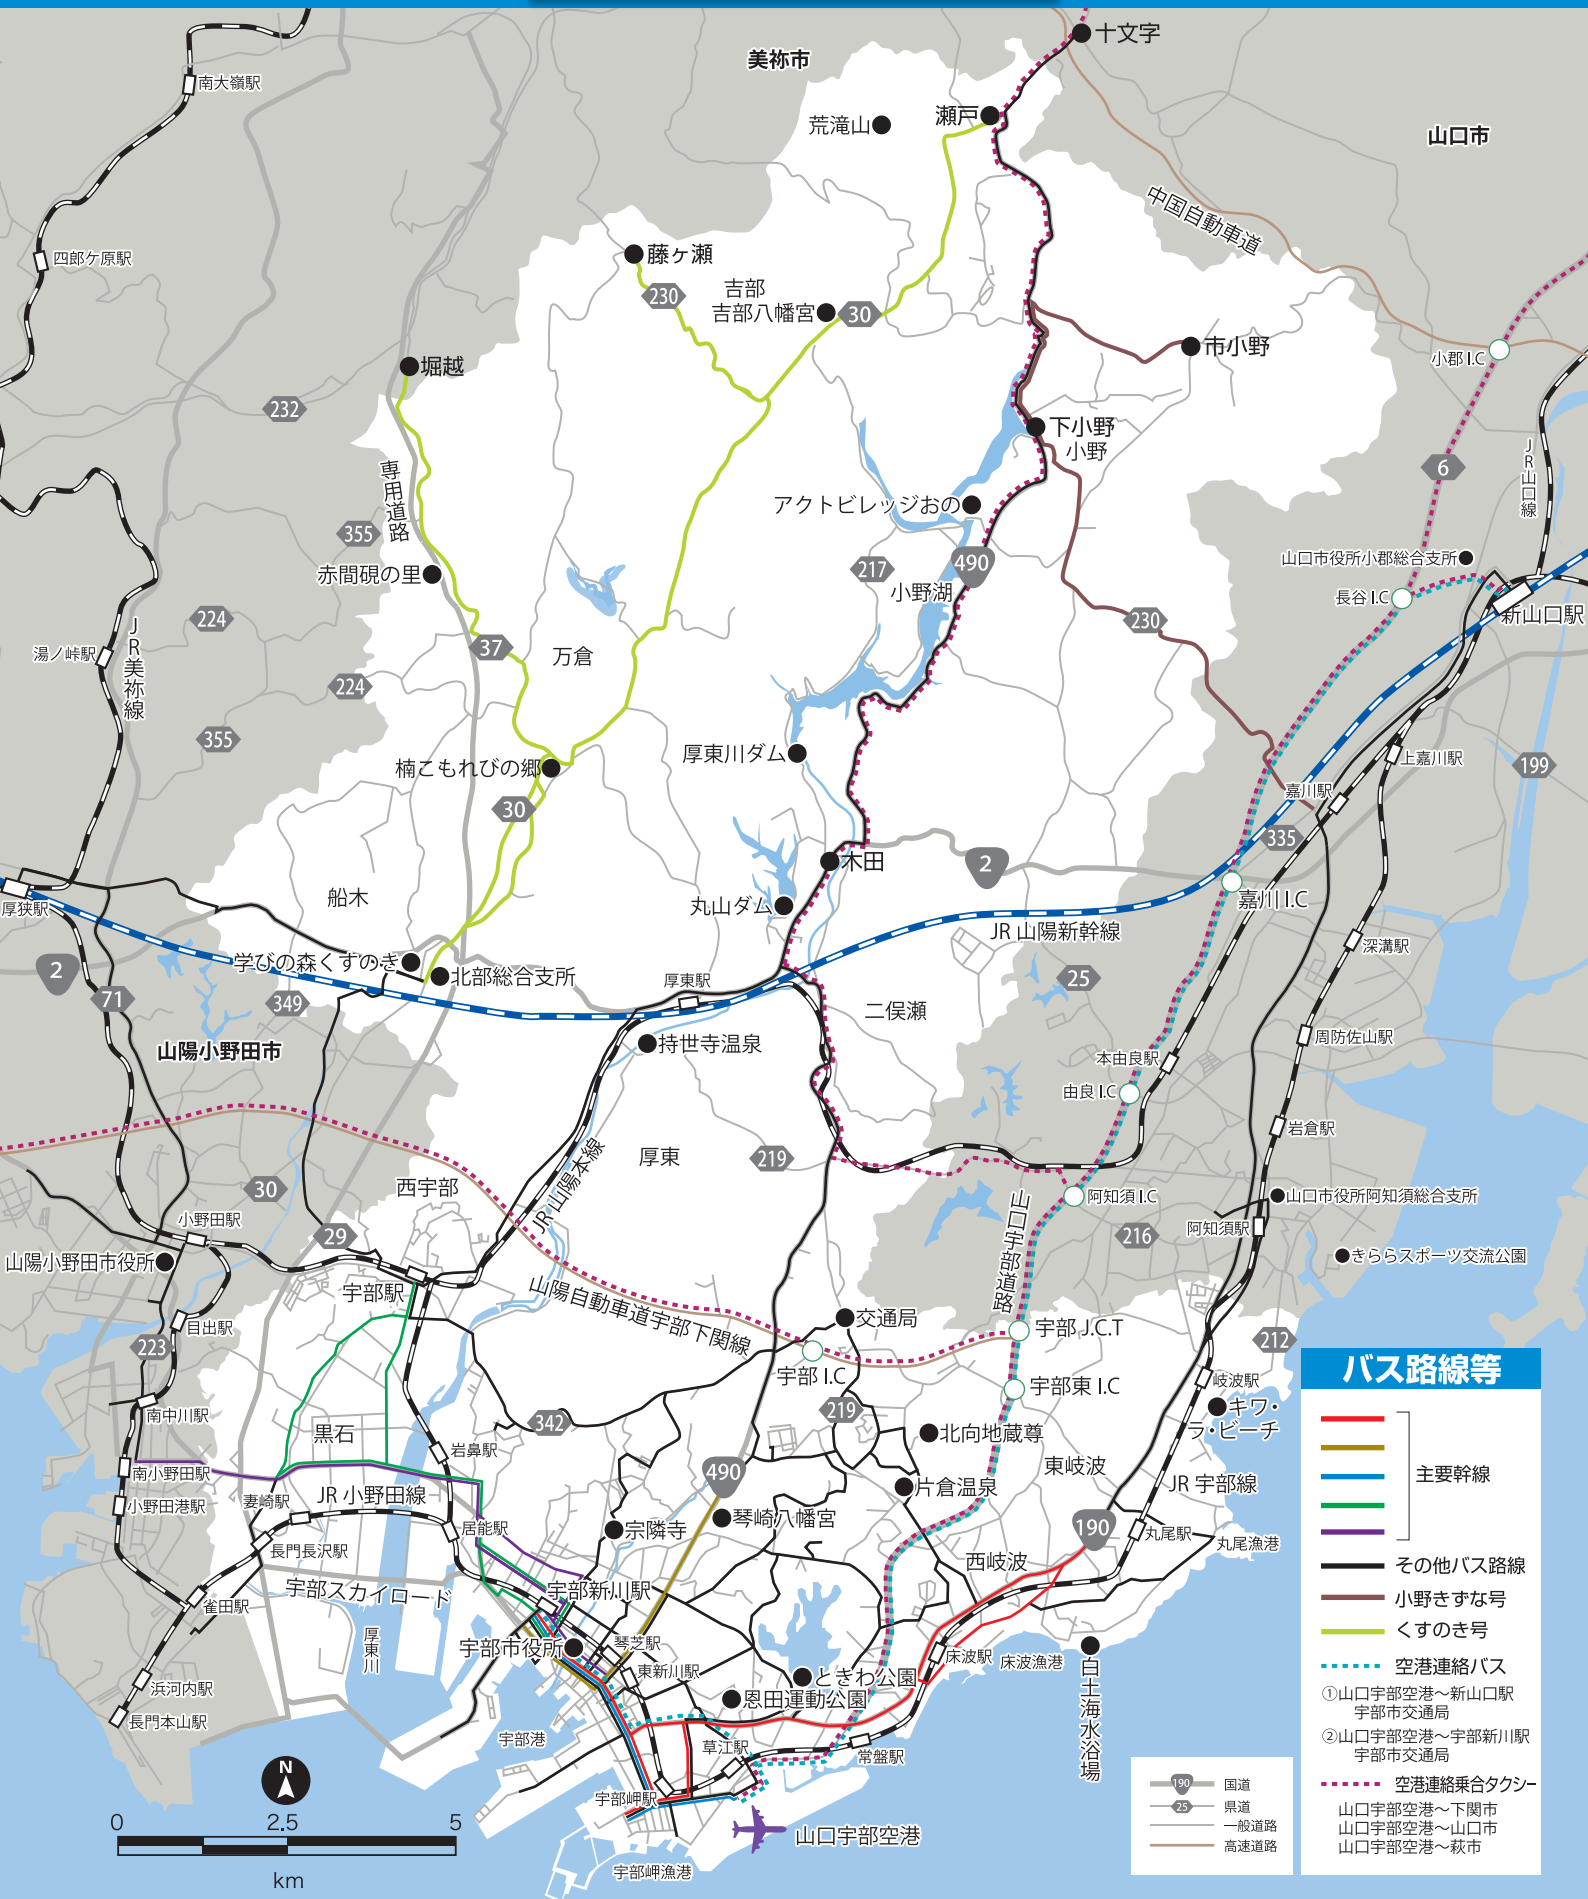 十文字
美祢市
南大嶺駅
瀬戸
荒滝山
山口市
中国自動車道
四郎ケ原駅
藤ヶ瀬
吉部
230
吉部八幡宮
30
市小野
小郡 I.C
堀越
232
下小野
小野
JR山口線
6
専用道路
アクトビレッジおの
355
490
217
山口市役所小郡総合支所
赤間硯の里
小野湖
長谷 I.C
新山口駅
224
230
37
万倉
湯ノ峠駅
JR美祢線
224
355
厚東川ダム
上嘉川駅
199
楠こもれびの郷
嘉川駅
30
335
木田
2
船木
嘉川 I.C
丸山ダム
厚狭駅
JR 山陽新幹線
深溝駅
学びの森くすのき
2
北部総合支所
厚東駅
25
71
349
二俣瀬
周防佐山駅
山陽小野田市
持世寺温泉
本由良駅
由良 I.C
岩倉駅
厚東
219
JR 山陽本線
30
西宇部
山口宇部道路
阿知須 I.C
山口市役所阿知須総合支所
小野田駅
29
216
阿知須駅
山陽小野田市役所
きららスポーツ交流公園
宇部駅
山陽自動車道宇部下関線
交通局
目出駅
宇部 J.C.T
223
212
宇部 I.C
宇部東 I.C
岐波駅
南中川駅
219
キワ・
ラ・ビーチ
342
黒石
北向地蔵尊
岩鼻駅
東岐波
南小野田駅
490
JR 宇部線
片倉温泉
妻崎駅
JR 小野田線
小野田港駅
琴崎八幡宮
190
居能駅
宗隣寺
丸尾駅
丸尾漁港
長門長沢駅
西岐波
宇部スカイロード
宇部新川駅
雀田駅
厚東川
宇部市役所
琴芝駅
床波駅
床波漁港
東新川駅
ときわ公園
白土海水浴場
浜河内駅
恩田運動公園
長門本山駅
宇部港
草江駅
常盤駅
宇部岬駅
山口宇部空港
宇部岬漁港
N
0
2.5
5
km
190
国道
25
県道
一般道路
高速道路
バス路線等
主要幹線
その他バス路線
小野きずな号
くすのき号
空港連絡バス
①山口宇部空港～新山口駅
宇部市交通局
②山口宇部空港～宇部新川駅
宇部市交通局
空港連絡乗合タクシー
山口宇部空港～下関市
山口宇部空港～山口市
山口宇部空港～萩市